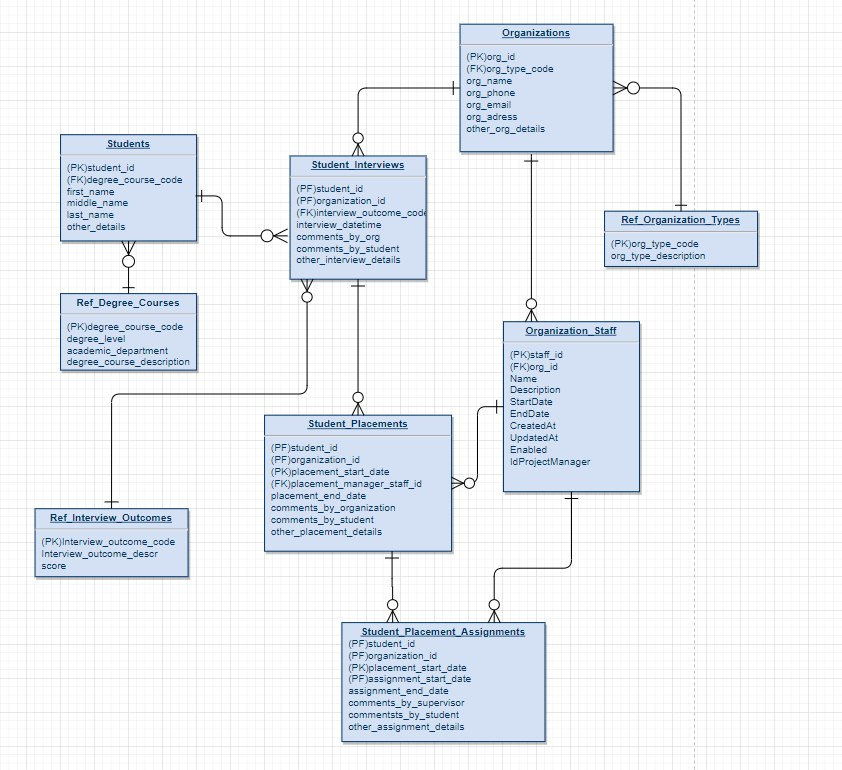 Organizations
(PK)org_id
(FK)org_type_code
org_name
org_phone
org_email
org_adress
other_org_details
Students
(PK)student_id
(FK)degree_course_code
first_name
middle_name
last_name
other_details
Student_Interviews
(PF)student_id
(PF)organization_id
(FK)interview_outcome_code
interview_datetime
comments_by_org
comments_by_student
other_interview_details
Ref_Organization_Types
(PK)org_type_code
org_type_description
Ref_Degree_Courses
(PK)degree_course_code
degree_level
academic_department
degree_course_description
Organization_Staff
(PK)staff_id
(FK)org_id
Name
Description
StartDate
EndDate
CreatedAt
UpdatedAt
Enabled
IdProjectManager
Student_Placements
(PF)student_id
(PF)organization_id
(PK)placement_start_date
(FK)placement_manager_staff_id
placement_end_date
comments_by_organization
comments_by_student
other_placement_details
Ref_Interview_Outcomes
(PK)Interview_outcome_code
Interview_outcome_descr
score
Student_Placement_Assignments
(PF)student_id
(PF)organization_id
(PK)placement_start_date
(PF)assignment_start_date
assignment_end_date
comments_by_supervisor
commentsts_by_student
other_assignment_details